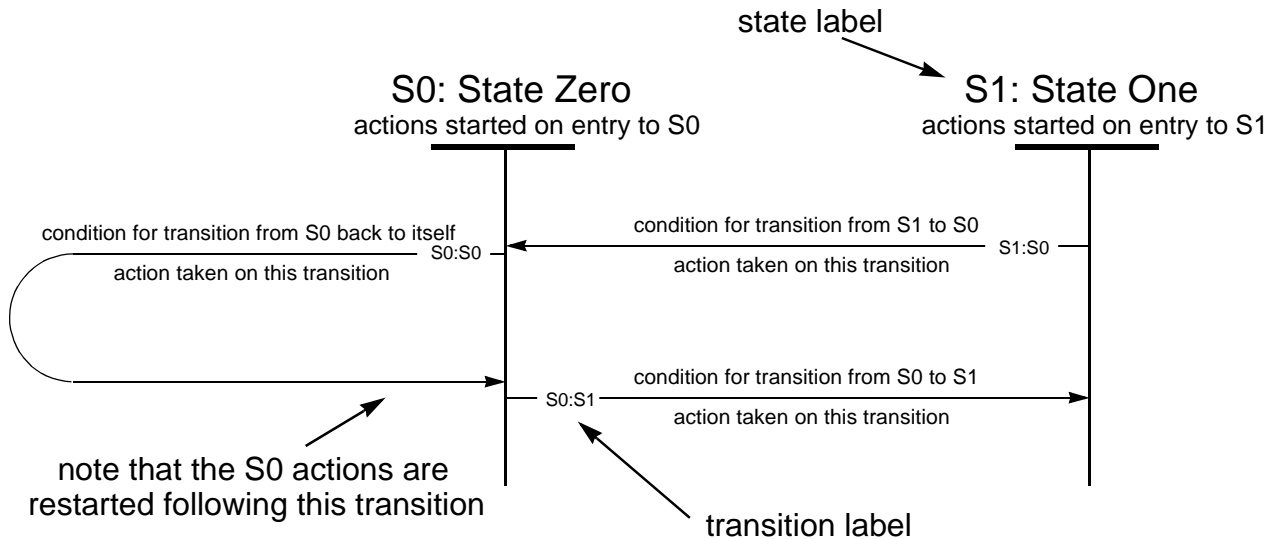 state label
S0: State Zero
actions started on entry to S0
S1: State One
actions started on entry to S1
condition for transition from S0 back to itself
S0:S0
action taken on this transition
condition for transition from S1 to S0
S1:S0
action taken on this transition
condition for transition from S0 to S1
S0:S1
action taken on this transition
note that the S0 actions are
restarted following this transition
transition label